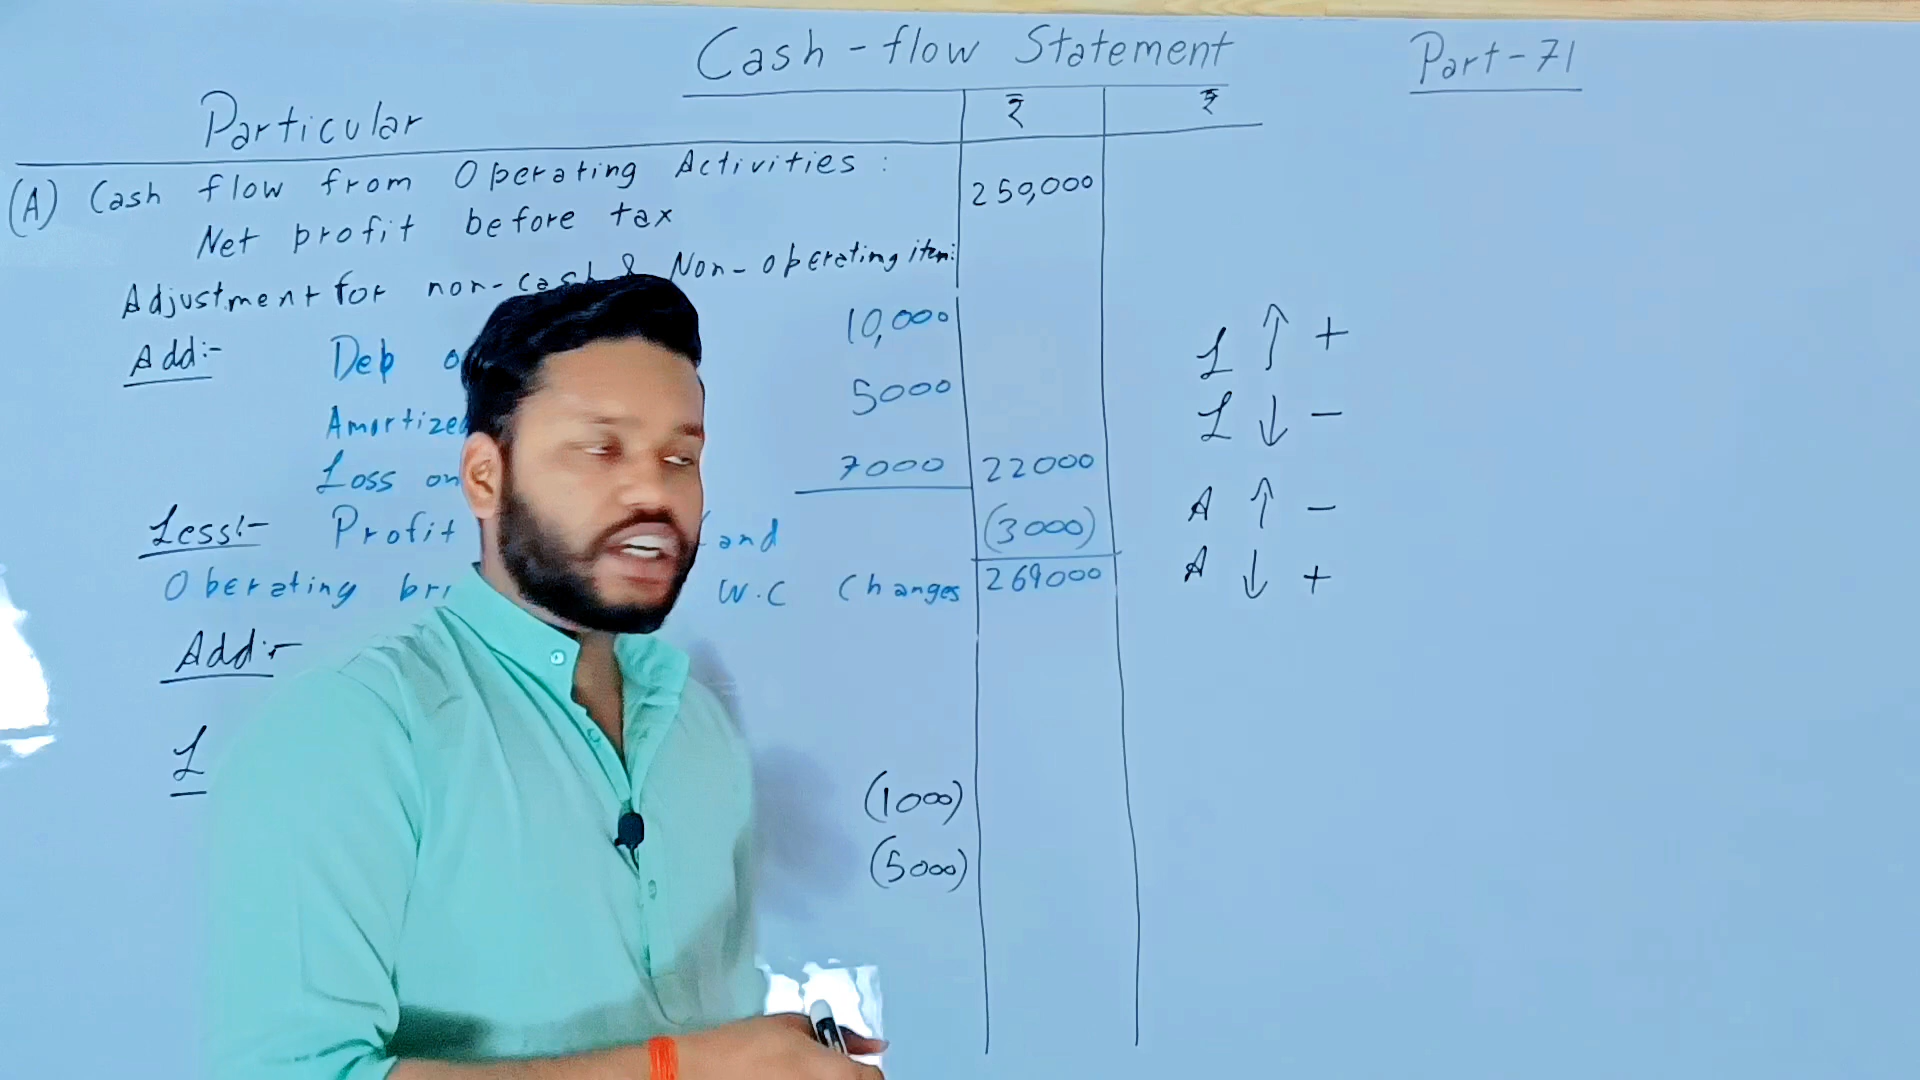 Cash-flow Statement
Part-71
Particular ₹ ₹
(A) Cash flow from Operating Activities :
Net profit before tax 250,000
Adjustment for non-cash & Non-operating item:
Add:- Dep 10,000
Amortized 5000
Loss on 7000 22000
Less:- Profit land (3000)
Operating W.C Changes 269000
Add:-
L
(1000)
(5000)
L ↑ +
L ↓ -
A ↑ -
A ↓ +